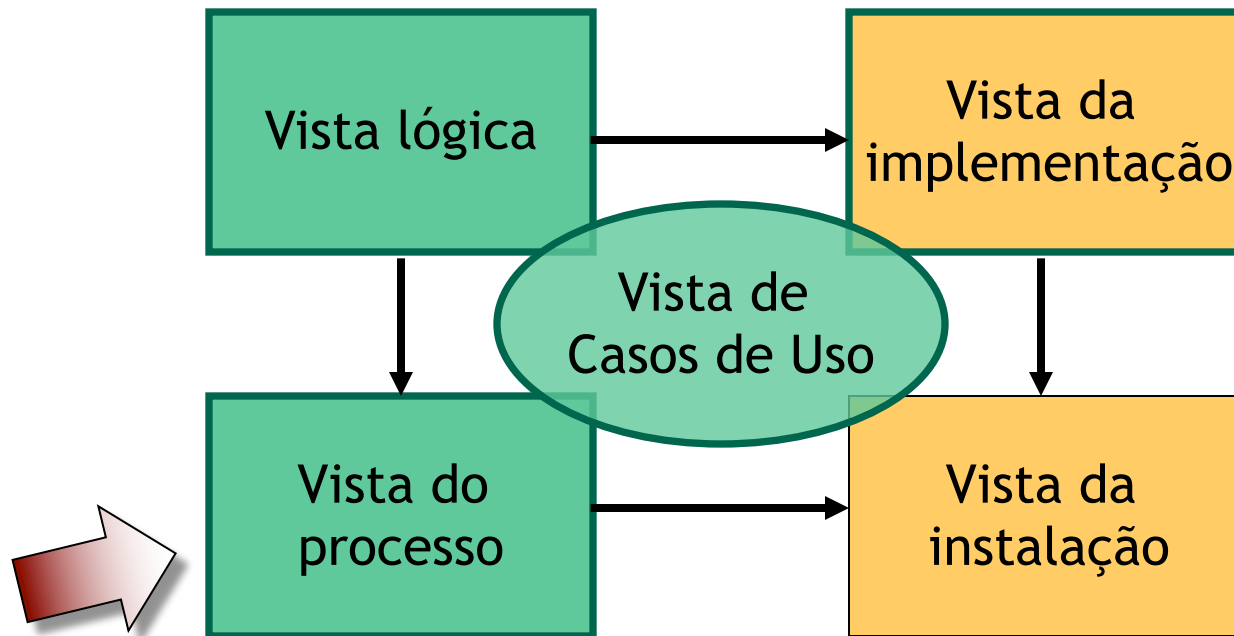 Vista lógica
Vista da
implementação
Vista de
Casos de Uso
Vista do
processo
Vista da
instalação